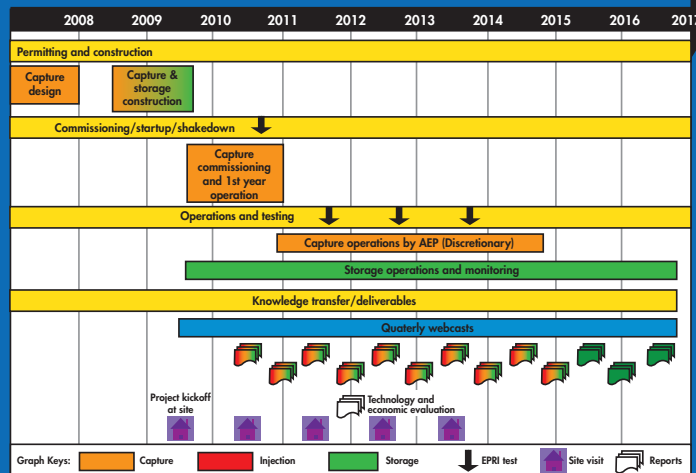 2008 2009 2010 2011 2012 2013 2014 2015 2016 2017
Permitting and construction
Capture
design
Capture &
storage
construction
Commissioning/startup/shakedown
Capture
commissioning
and 1st year
operation
Operations and testing
Capture operations by AEP (Discretionary)
Storage operations and monitoring
Knowledge transfer/deliverables
Quaterly webcasts
Project kickoff
at site
Technology and
economic evaluation
Graph Keys: Capture Injection Storage EPRI test Site visit Reports